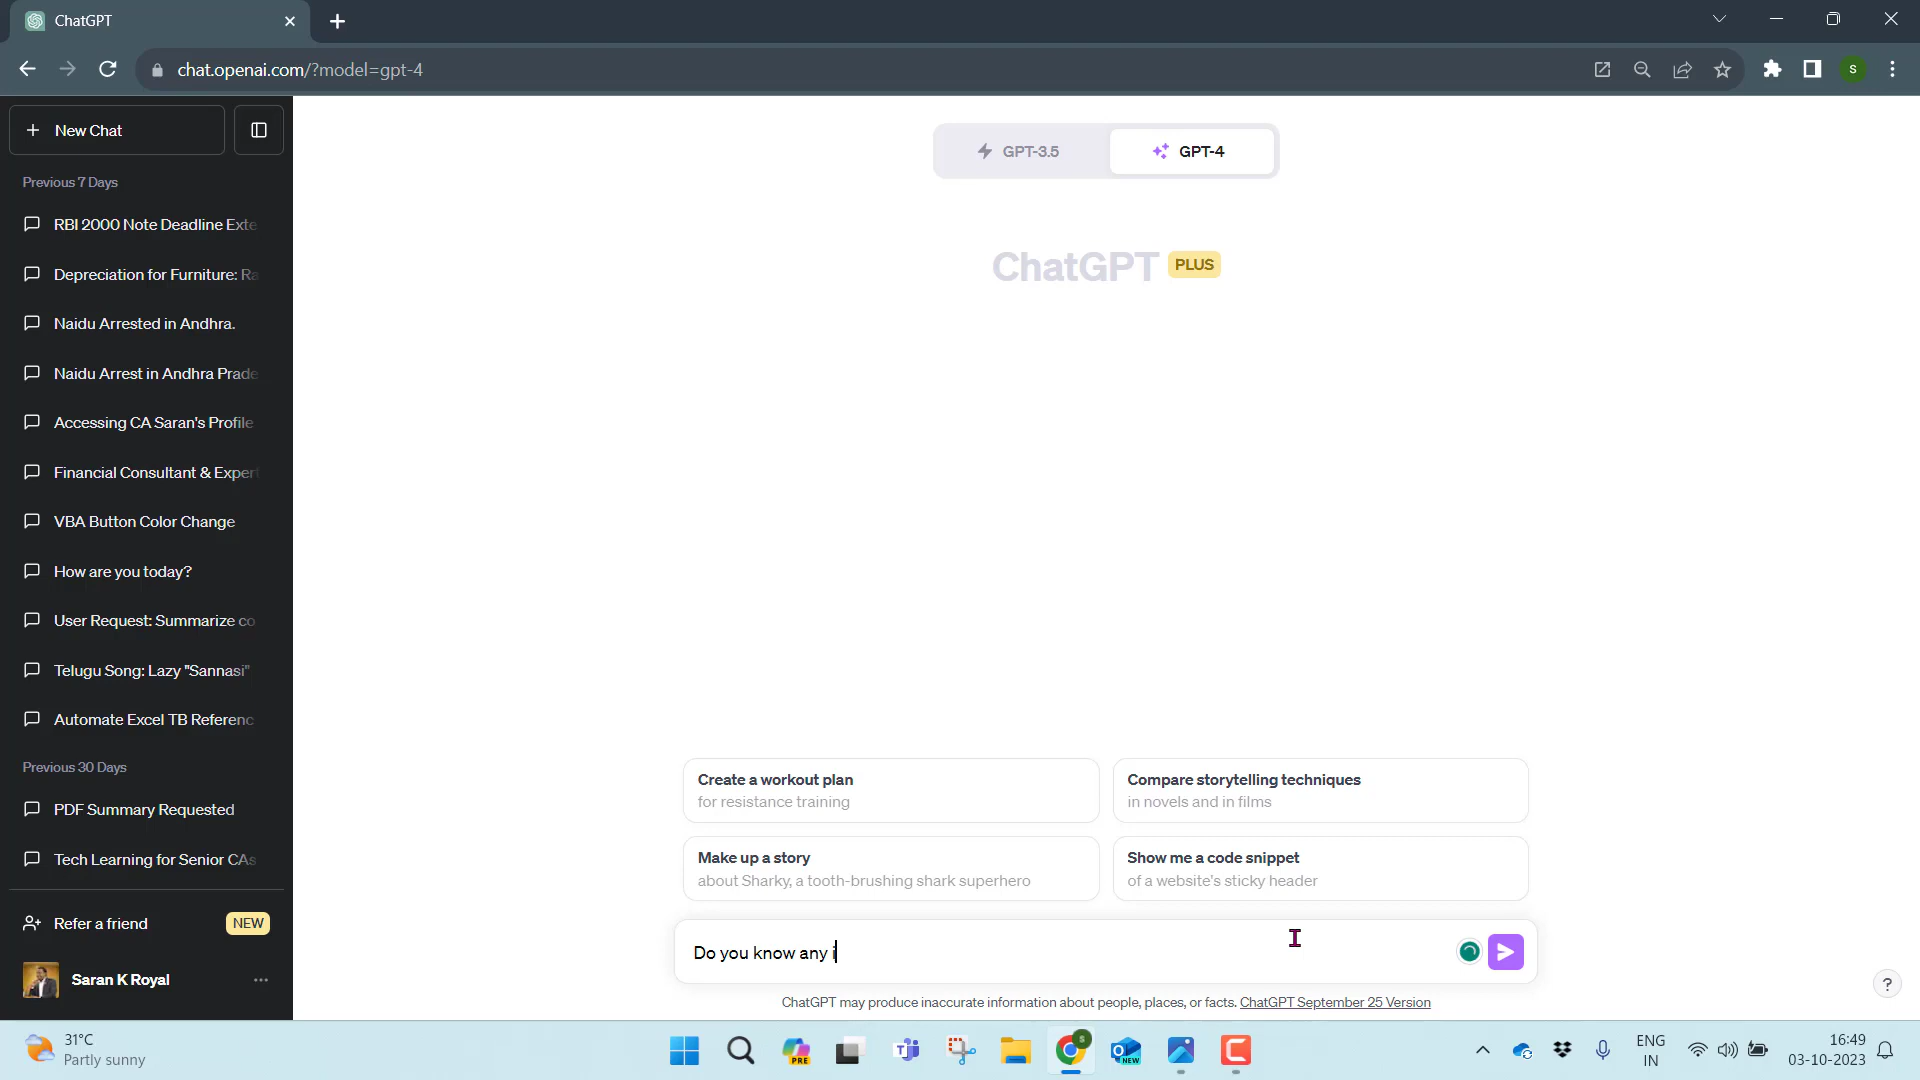 ChatGPT
chat.openai.com/?model=gpt-4
S
New Chat
Previous 7 Days
RBI 2000 Note Deadline Exte
Depreciation for Furniture: Ra
Naidu Arrested in Andhra.
Naidu Arrest in Andhra Prade
Accessing CA Saran's Profile
Financial Consultant & Expert
VBA Button Color Change
How are you today?
User Request: Summarize co
Telugu Song: Lazy "Sannasi"
Automate Excel TB Referenc
Previous 30 Days
PDF Summary Requested
Tech Learning for Senior CAs
Refer a friend NEW
Saran K Royal
GPT-3.5 GPT-4
ChatGPT PLUS
Create a workout plan
for resistance training
Compare storytelling techniques
in novels and in films
Make up a story
about Sharky, a tooth-brushing shark superhero
Show me a code snippet
of a website's sticky header
Do you know any i
ChatGPT may produce inaccurate information about people, places, or facts. ChatGPT September 25 Version
?
31°C
Partly sunny
PRE
NEW
ENG
IN
16:49
03-10-2023